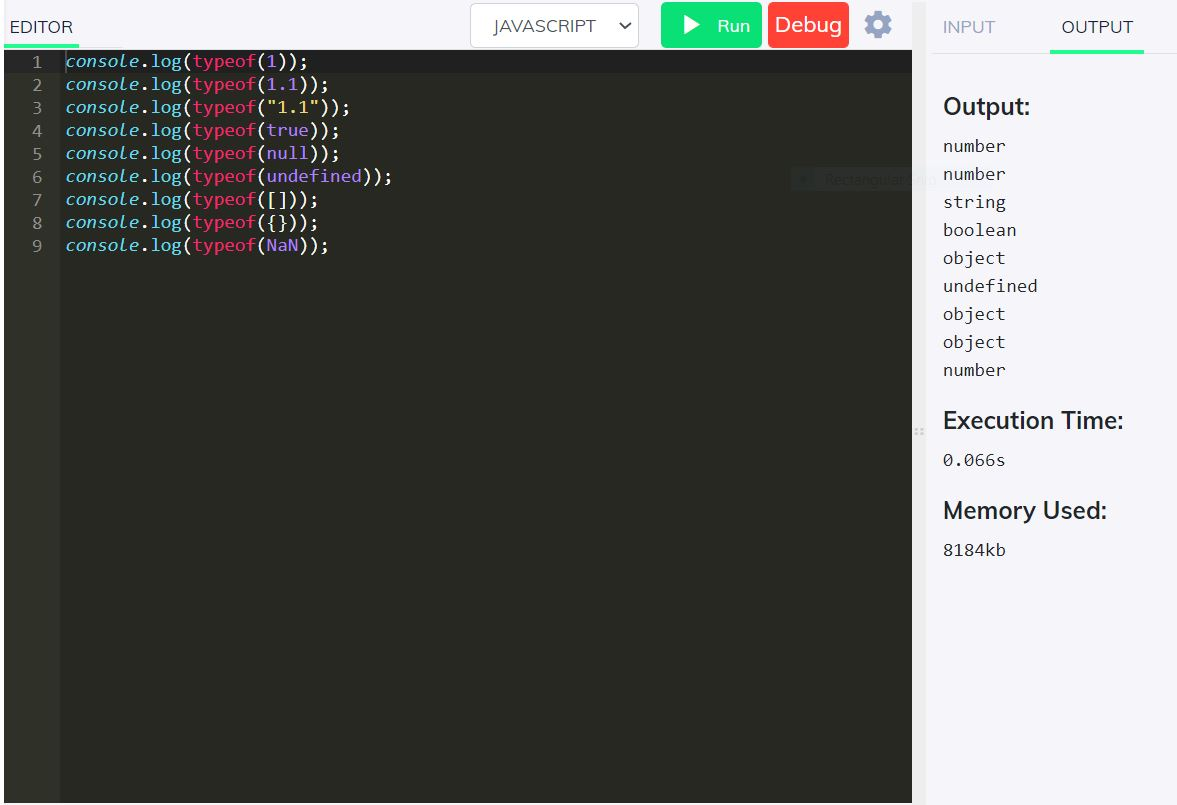 EDITOR
JAVASCRIPT
Run
Debug
INPUT
OUTPUT
1 console.log(typeof(1));
2 console.log(typeof(1.1));
3 console.log(typeof("1.1"));
4 console.log(typeof(true));
5 console.log(typeof(null));
6 console.log(typeof(undefined));
7 console.log(typeof([]));
8 console.log(typeof({}));
9 console.log(typeof(NaN));
Rectangular
Output:
number
number
string
boolean
object
undefined
object
object
number
Execution Time:
0.066s
Memory Used:
8184kb